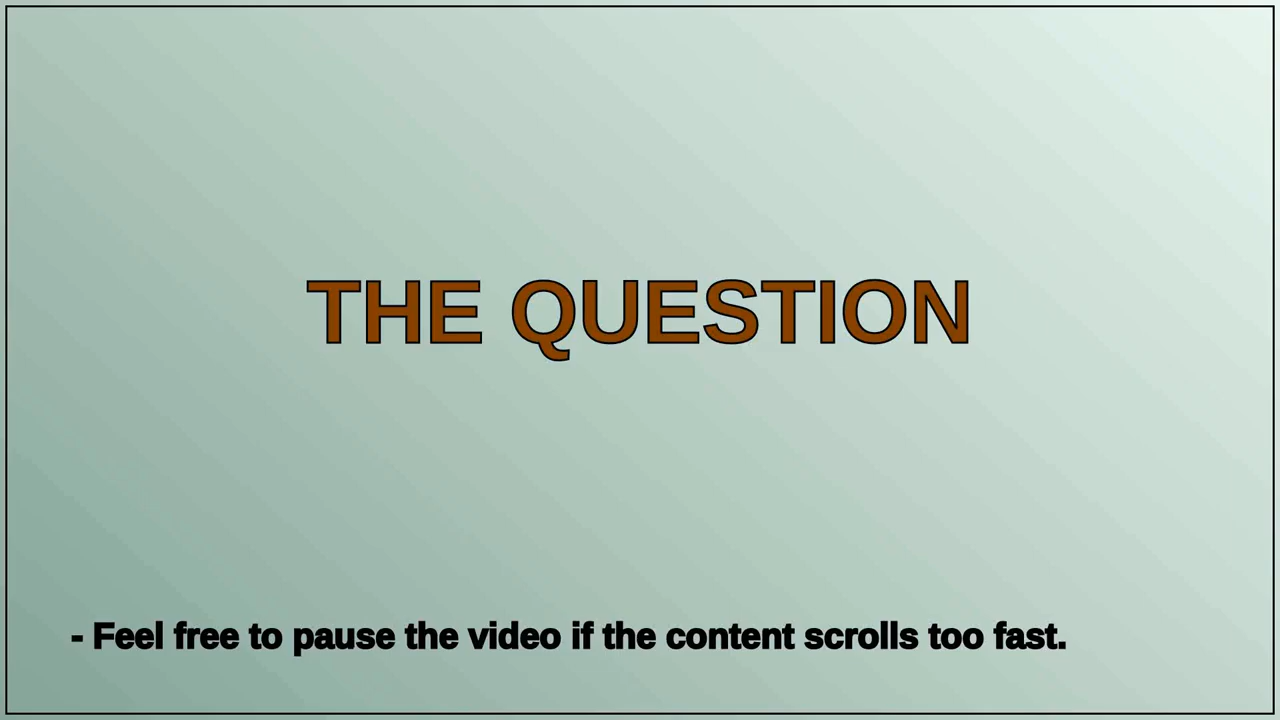 THE QUESTION
- Feel free to pause the video if the content scrolls too fast.